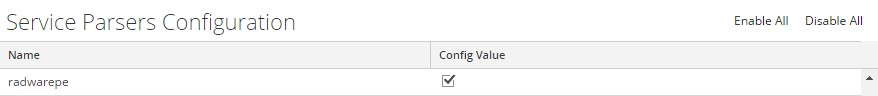 Service Parsers Configuration Enable All Disable All
Name Config Value
radwarepe